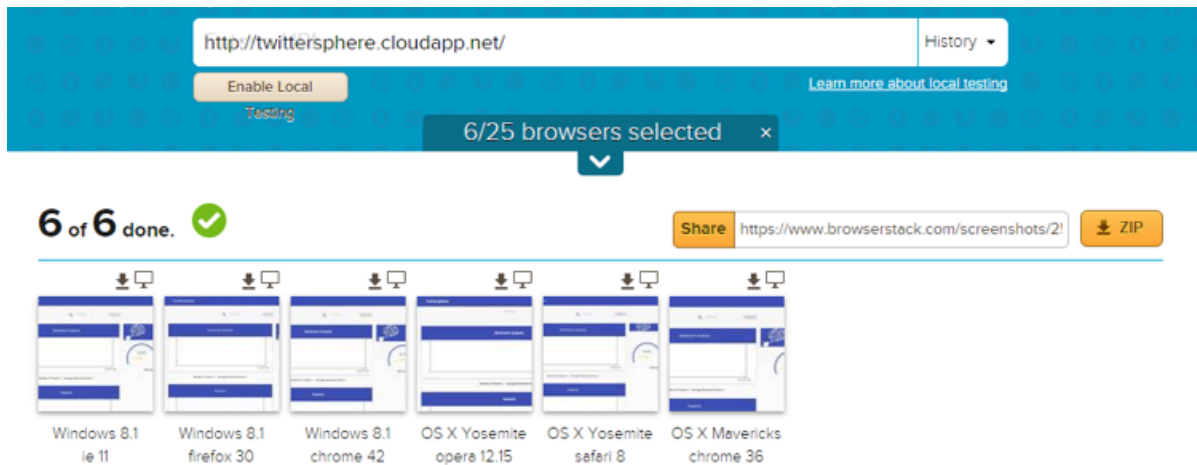 http://twittersphere.cloudapp.net/
History
Enable Local
Testing
Learn more about local testing
6/25 browsers selected ×
6 of 6 done.
Share https://www.browserstack.com/screenshots/2
ZIP
Windows 8.1
ie 11
Windows 8.1
firefox 30
Windows 8.1
chrome 42
OS X Yosemite
opera 12.15
OS X Yosemite
safari 8
OS X Mavericks
chrome 36